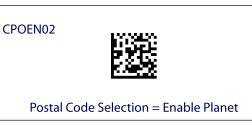 CPOEN02
Postal Code Selection = Enable Planet